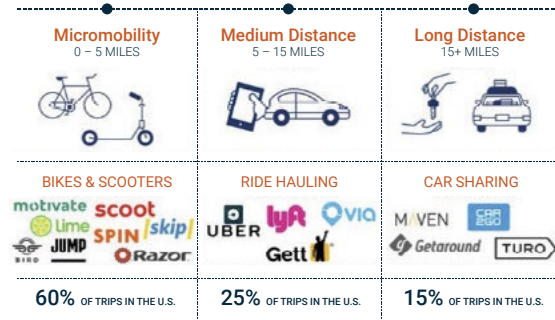 Micromobility
0 – 5 MILES
Medium Distance
5 – 15 MILES
Long Distance
15+ MILES
BIKES & SCOOTERS
motivate
scoot
lime
SPIN
/skip/
BIRD
JUMP
Razor
RIDE HAULING
UBER
lyft
via
Gett
CAR SHARING
MAVEN
CAR
2GO
Getaround
TURO
60% OF TRIPS IN THE U.S.
25% OF TRIPS IN THE U.S.
15% OF TRIPS IN THE U.S.